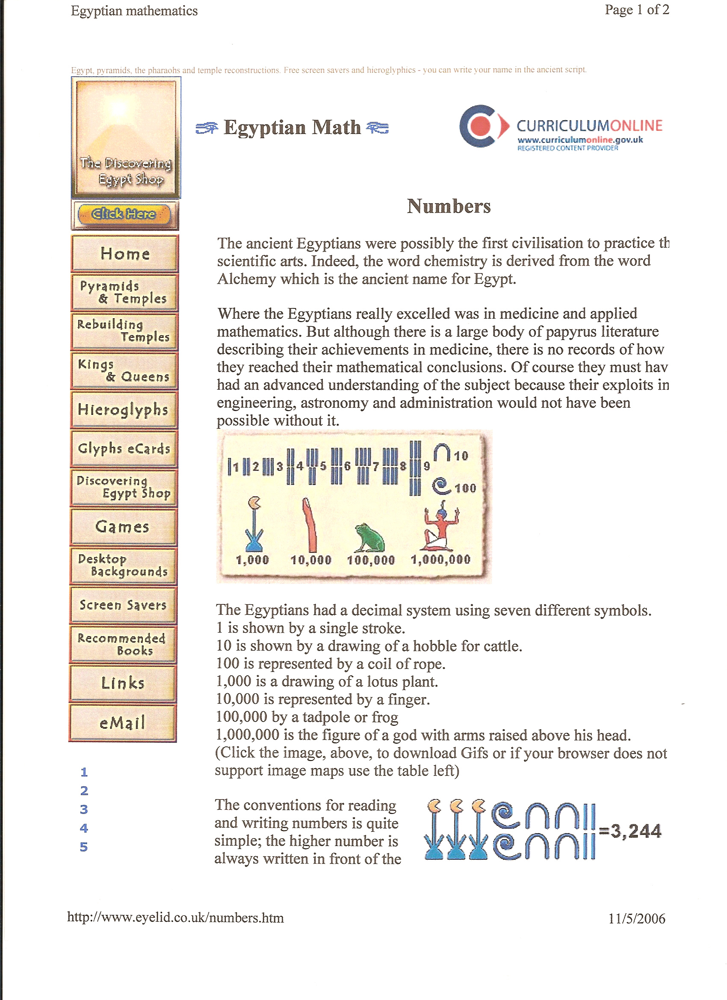 Egyptian mathematics
Page 1 of 2
Egypt, pyramids, the pharaohs and temple reconstructions. Free screen savers and hieroglyphics - you can write your name in the ancient script.
The Discovering
Egypt Shop
Click Here
Home
Pyramids
& Temples
Rebuilding
Temples
Kings
& Queens
Hieroglyphs
Glyphs eCards
Discovering
Egypt Shop
Games
Desktop
Backgrounds
Screen Savers
Recommended
Books
Links
eMail
1
2
3
4
5
Egyptian Math
CURRICULUMONLINE
www.curriculumonline.gov.uk
REGISTERED CONTENT PROVIDER
Numbers
The ancient Egyptians were possibly the first civilisation to practice th
scientific arts. Indeed, the word chemistry is derived from the word
Alchemy which is the ancient name for Egypt.
Where the Egyptians really excelled was in medicine and applied
mathematics. But although there is a large body of papyrus literature
describing their achievements in medicine, there is no records of how
they reached their mathematical conclusions. Of course they must hav
had an advanced understanding of the subject because their exploits in
engineering, astronomy and administration would not have been
possible without it.
1 2 3 4 5 6 7 8 9 10
100
1,000 10,000 100,000 1,000,000
The Egyptians had a decimal system using seven different symbols.
1 is shown by a single stroke.
10 is shown by a drawing of a hobble for cattle.
100 is represented by a coil of rope.
1,000 is a drawing of a lotus plant.
10,000 is represented by a finger.
100,000 by a tadpole or frog
1,000,000 is the figure of a god with arms raised above his head.
(Click the image, above, to download Gifs or if your browser does not
support image maps use the table left)
The conventions for reading
and writing numbers is quite
simple; the higher number is
always written in front of the
=3,244
http://www.eyelid.co.uk/numbers.htm
11/5/2006